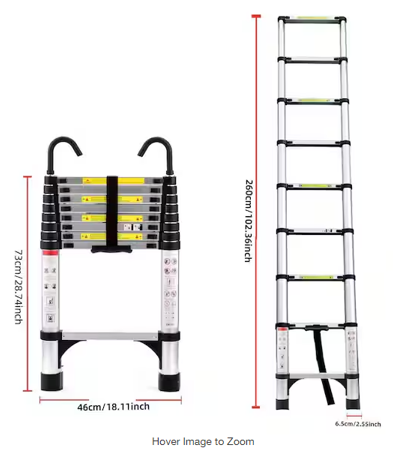 73cm/28.74inch
46cm/18.11inch
260cm/102.36inch
6.5cm/2.55inch
Hover Image to Zoom